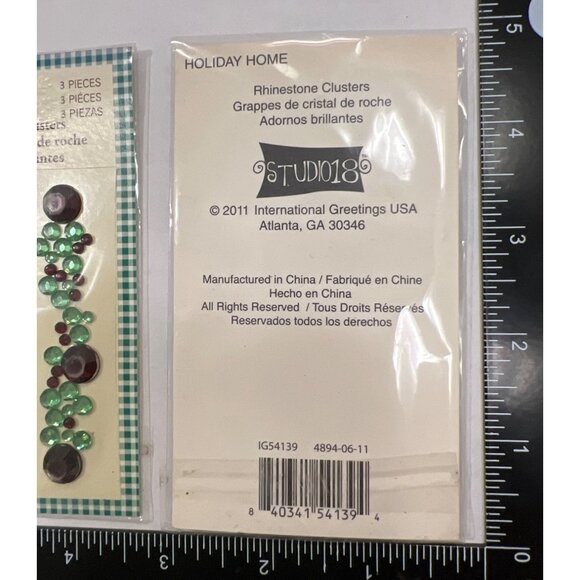 3 PIECES
3 PIÈCES
3 PIEZAS
de roche
HOLIDAY HOME
Rhinestone Clusters
Grappes de cristal de roche
Adornos brillantes
STUDIO18
© 2011 International Greetings USA
Atlanta, GA 30346
Manufactured in China / Fabriqué en Chine
Hecho en China
All Rights Reserved / Tous Droits Réservés
Reservados todos los derechos
IG54139 4894-06-11
8 40341 54139 4
5
4
3
2
1
0
4 3 2 1